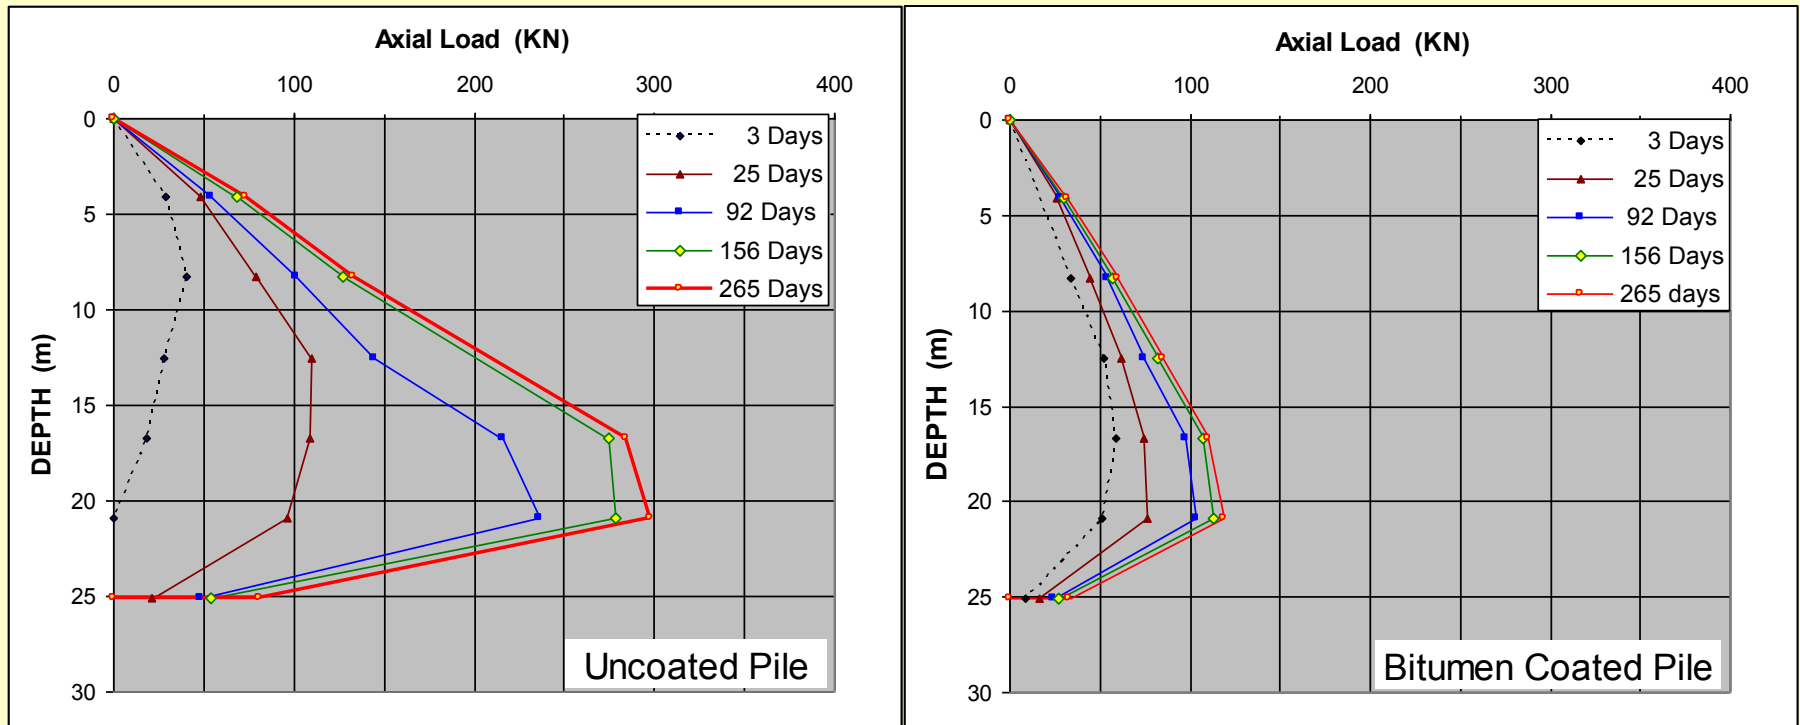 Axial Load (KN)
0 100 200 300 400
0
5
10
15
20
25
30
DEPTH (m)
3 Days
25 Days
92 Days
156 Days
265 Days
Uncoated Pile
Axial Load (KN)
0 100 200 300 400
0
5
10
15
20
25
30
DEPTH (m)
3 Days
25 Days
92 Days
156 Days
265 days
Bitumen Coated Pile